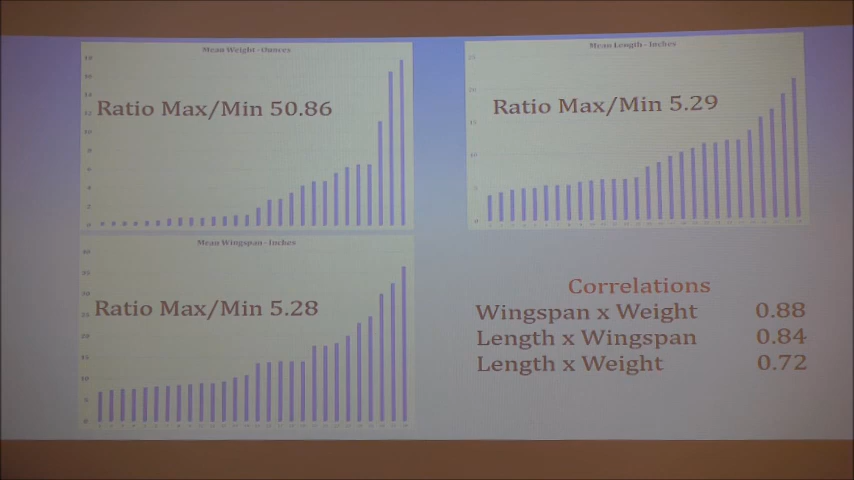 Mean Weight - Ounces
Ratio Max/Min 50.86
Mean Length - Inches
Ratio Max/Min 5.29
Mean Wingspan - Inches
Ratio Max/Min 5.28
Correlations
Wingspan x Weight 0.88
Length x Wingspan 0.84
Length x Weight 0.72